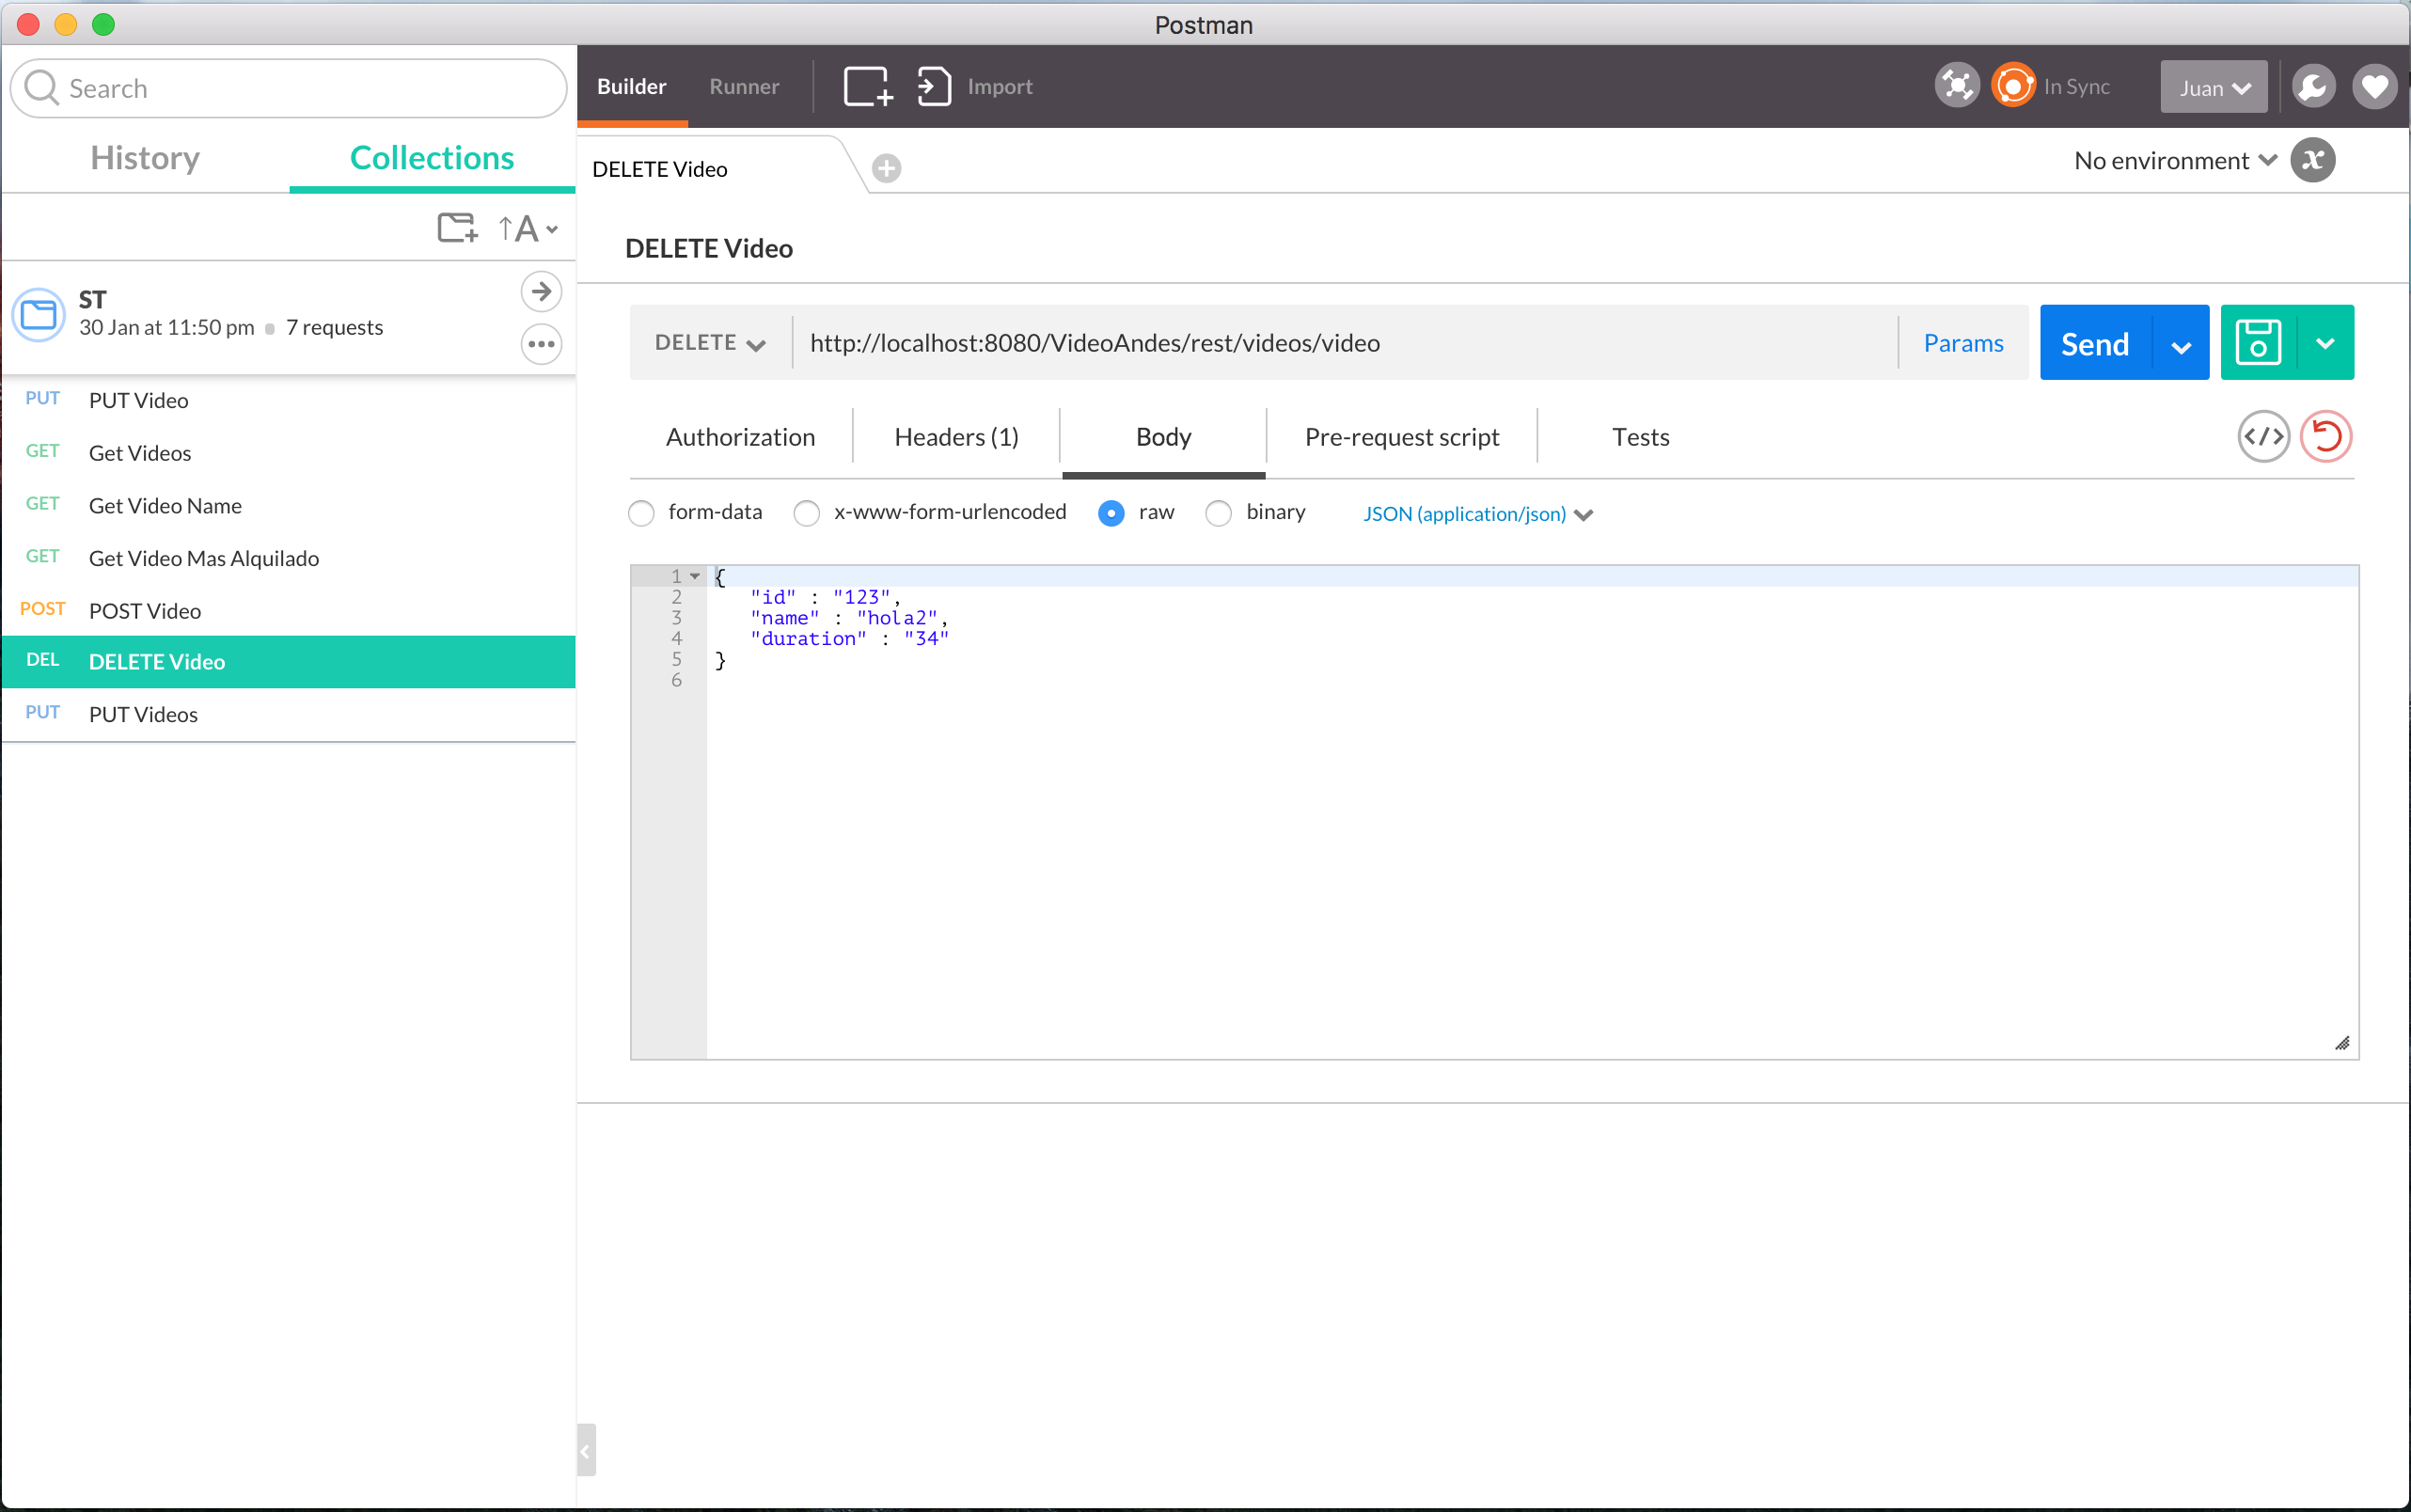 Postman
Search
History
Collections
↑A
ST
30 Jan at 11:50 pm 7 requests
PUT PUT Video
GET Get Videos
GET Get Video Name
GET Get Video Mas Alquilado
POST POST Video
DEL DELETE Video
PUT PUT Videos
Builder
Runner
Import
In Sync
Juan
DELETE Video
No environment
x
DELETE Video
DELETE
http://localhost:8080/VideoAndes/rest/videos/video
Params
Send
Authorization
Headers (1)
Body
Pre-request script
Tests
</>
form-data
x-www-form-urlencoded
raw
binary
JSON (application/json)
1 {
2 "id" : "123",
3 "name" : "hola2",
4 "duration" : "34"
5 }
6